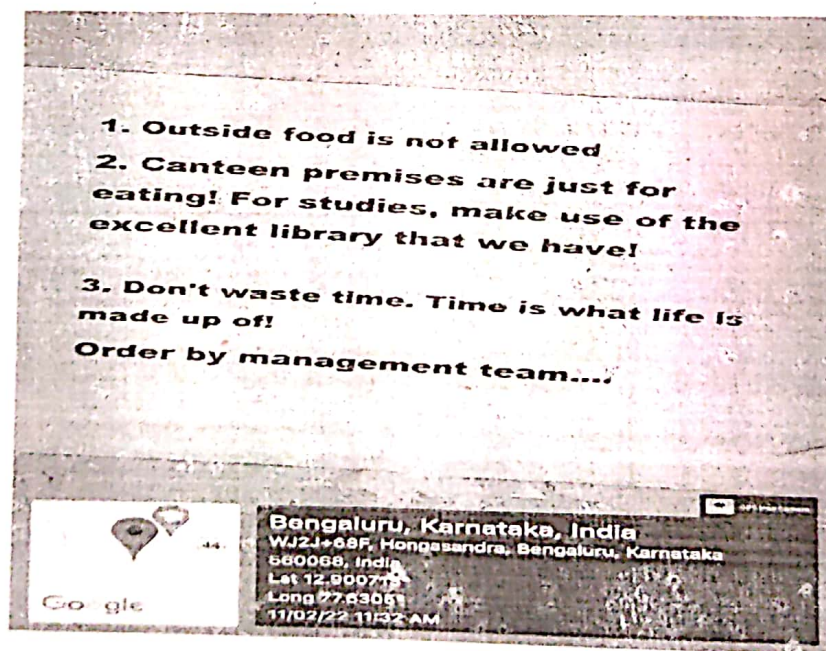 1. Outside food is not allowed
2. Canteen premises are just for
eating! For studies, make use of the
excellent library that we have!
3. Don't waste time. Time is what life is
made up of!
Order by management team....
Bengaluru, Karnataka, India
WJ2J+68F, Hongasandra, Bengaluru, Karnataka
560068, India
Lat
Long
11/02/22 11:32 AM
Google